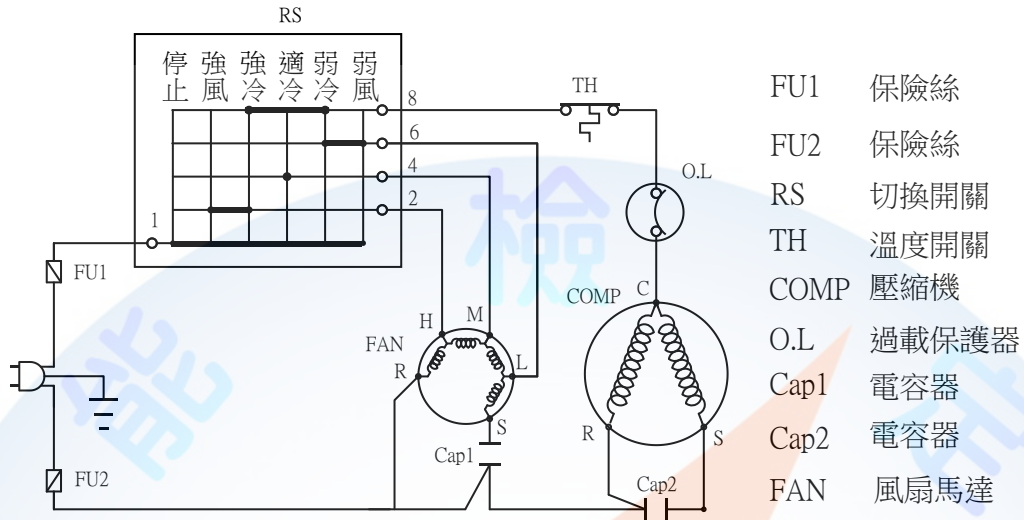 RS
停止 強風 強冷 適冷 弱冷 弱風
8
6
4
2
1
TH
O.L
FU1
FU2
H
M
FAN
R
L
S
Cap1
COMP
C
R
S
Cap2
FU1 保險絲
FU2 保險絲
RS 切換開關
TH 溫度開關
COMP 壓縮機
O.L 過載保護器
Cap1 電容器
Cap2 電容器
FAN 風扇馬達
能
檢